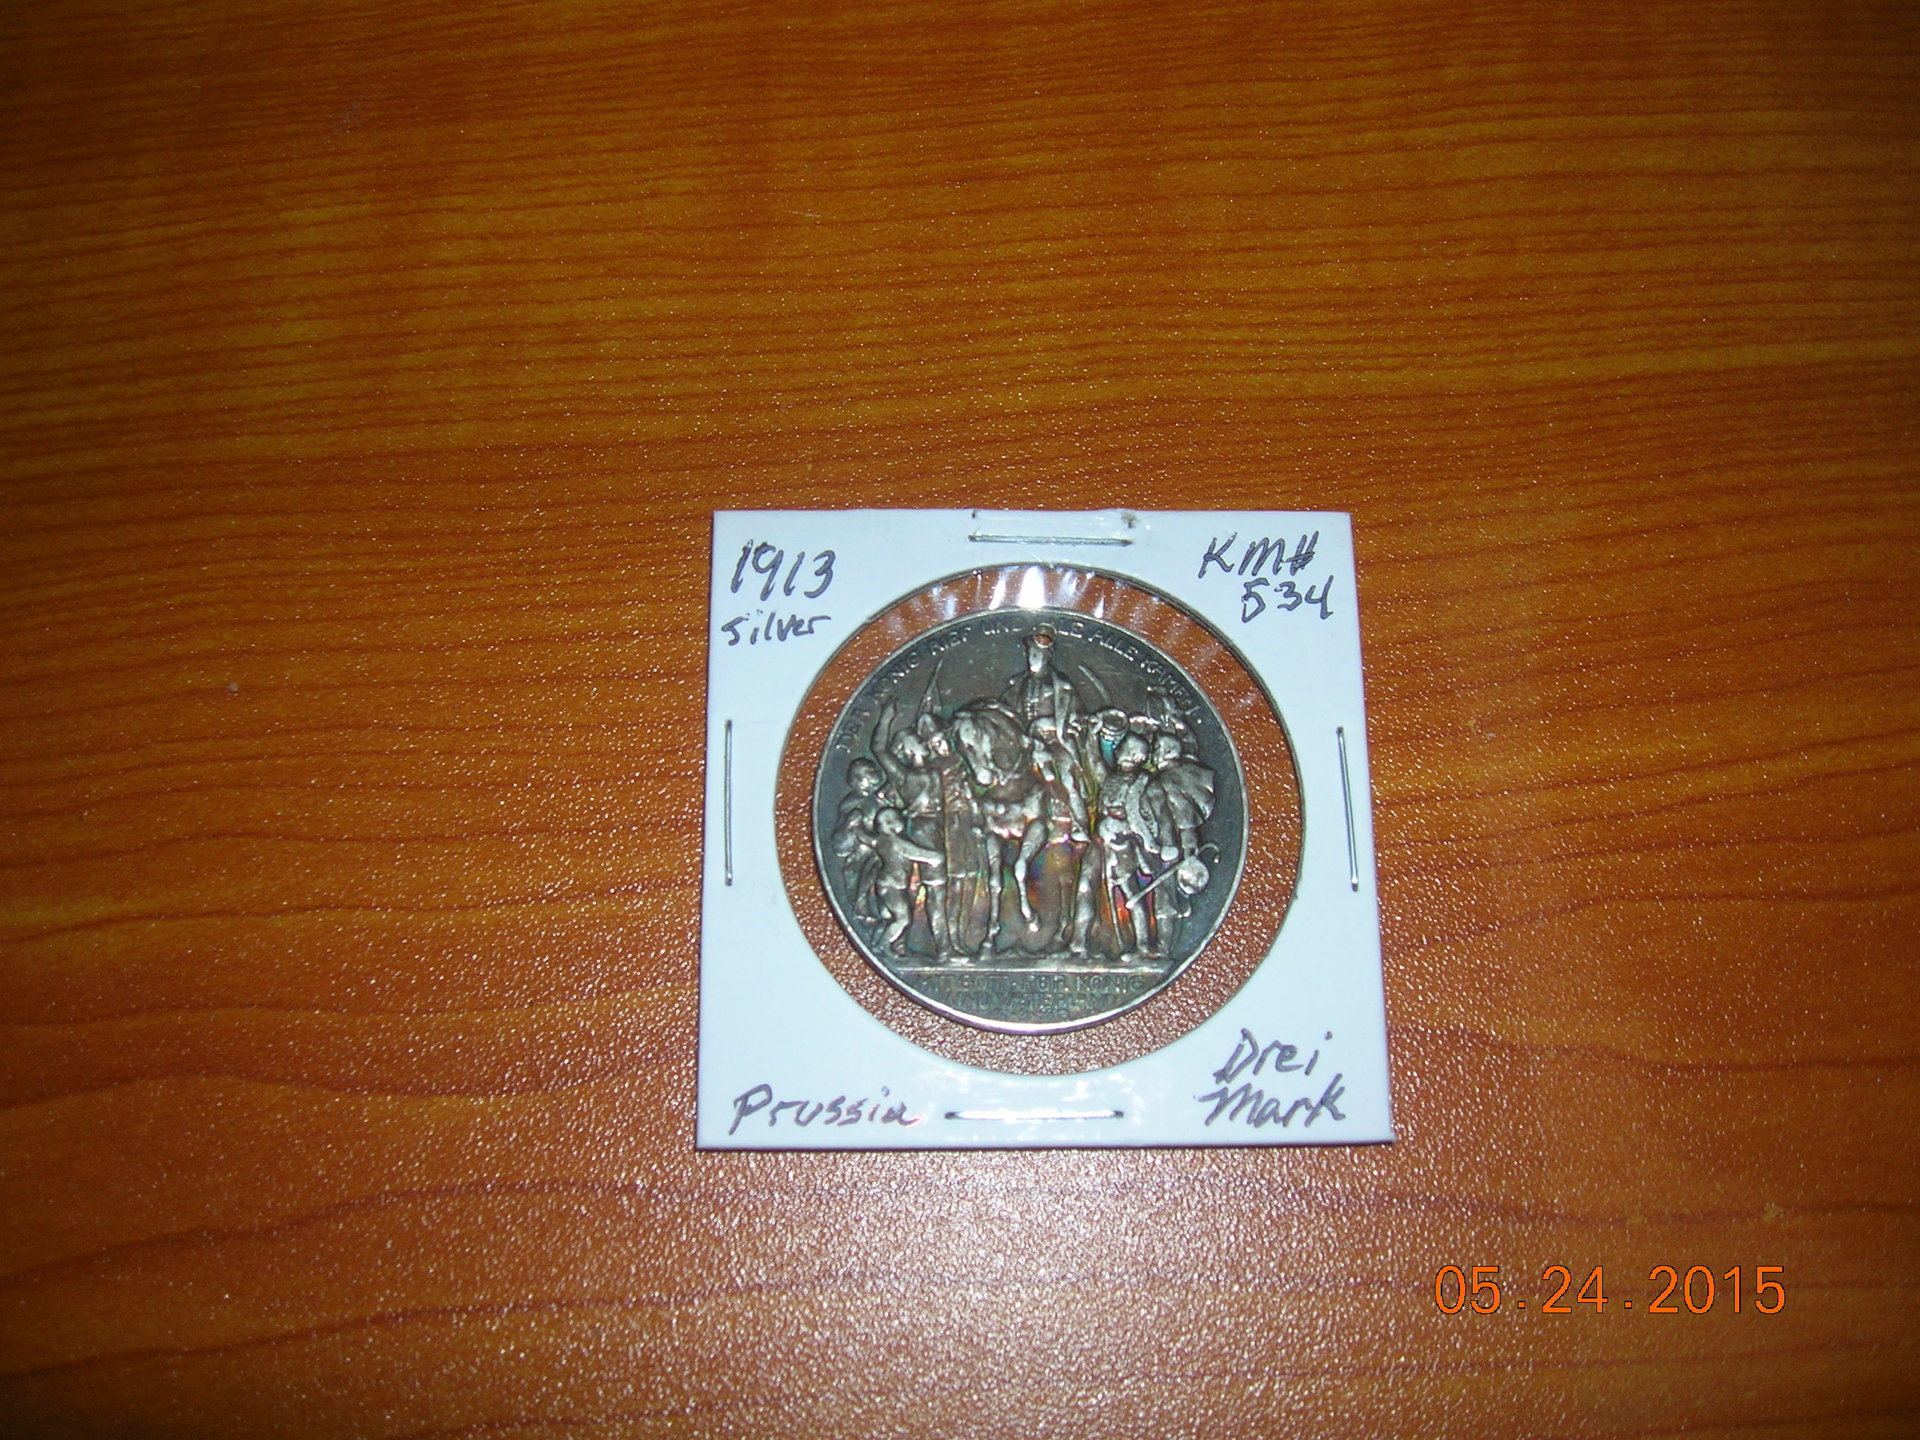 1913
silver
KM#
534
DER KÖNIG RIEF UND ALLE ALLE KAMEN
MIT GOTT FÜR KÖNIG
UND VATERLAND
Prussia
Drei
Mark
05.24.2015